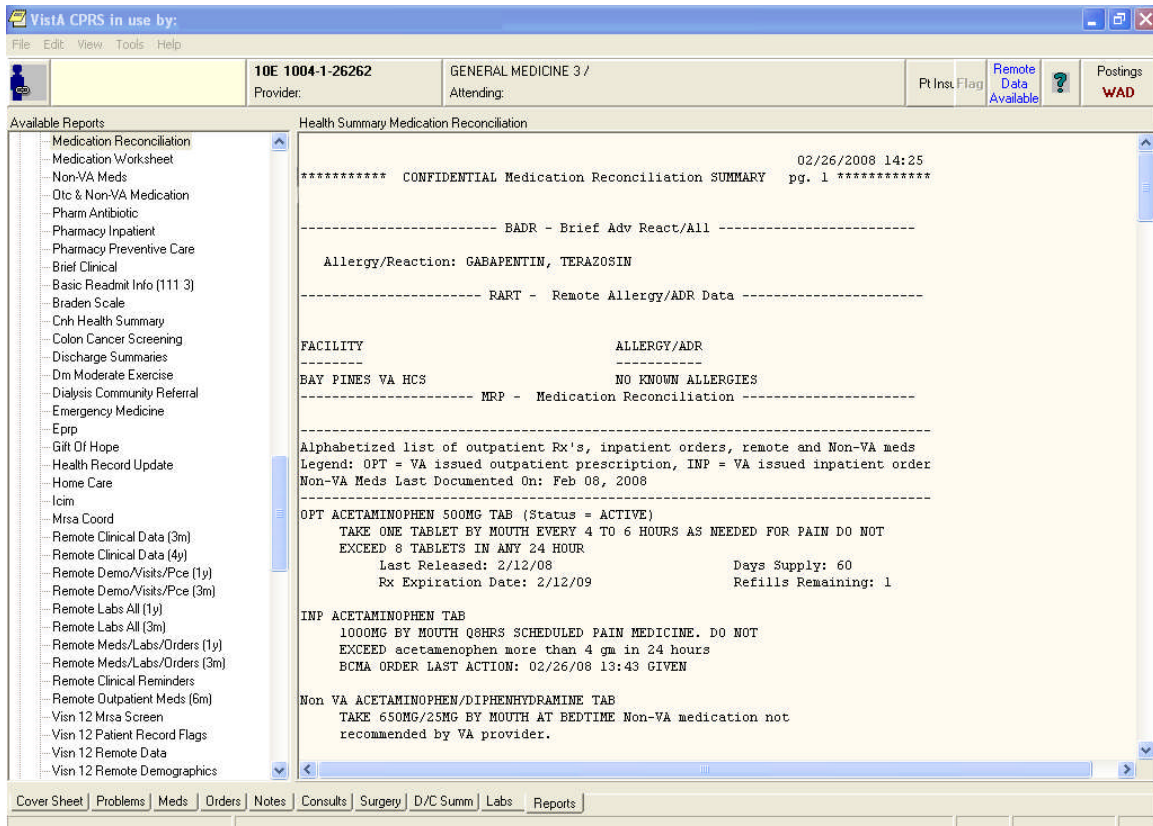 VistA CPRS in use by:
File Edit View Tools Help
10E 1004-1-26262
Provider:
GENERAL MEDICINE 3 /
Attending:
Pt Insu
Flag
Remote
Data
Available
?
Postings
WAD
Available Reports
Medication Reconciliation
Medication Worksheet
Non-VA Meds
Otc & Non-VA Medication
Pharm Antibiotic
Pharmacy Inpatient
Pharmacy Preventive Care
Brief Clinical
Basic Readmit Info (111 3)
Braden Scale
Cnh Health Summary
Colon Cancer Screening
Discharge Summaries
Dm Moderate Exercise
Dialysis Community Referral
Emergency Medicine
Eprp
Gift Of Hope
Health Record Update
Home Care
Icim
Mrsa Coord
Remote Clinical Data (3m)
Remote Clinical Data (4y)
Remote Demo/Visits/Pce (1y)
Remote Demo/Visits/Pce (3m)
Remote Labs All (1y)
Remote Labs All (3m)
Remote Meds/Labs/Orders (1y)
Remote Meds/Labs/Orders (3m)
Remote Clinical Reminders
Remote Outpatient Meds (6m)
Visn 12 Mrsa Screen
Visn 12 Patient Record Flags
Visn 12 Remote Data
Visn 12 Remote Demographics
Health Summary Medication Reconciliation
02/26/2008 14:25
*********** CONFIDENTIAL Medication Reconciliation SUMMARY pg. 1 ************
------------------------- BADR - Brief Adv React/All -------------------------
Allergy/Reaction: GABAPENTIN, TERAZOSIN
----------------------- RART - Remote Allergy/ADR Data -----------------------
FACILITY ALLERGY/ADR
-------- -----------
BAY PINES VA HCS NO KNOWN ALLERGIES
---------------------- MRP - Medication Reconciliation ----------------------
--------------------------------------------------------------------------------
Alphabetized list of outpatient Rx's, inpatient orders, remote and Non-VA meds
Legend: OPT = VA issued outpatient prescription, INP = VA issued inpatient order
Non-VA Meds Last Documented On: Feb 08, 2008
--------------------------------------------------------------------------------
OPT ACETAMINOPHEN 500MG TAB (Status = ACTIVE)
TAKE ONE TABLET BY MOUTH EVERY 4 TO 6 HOURS AS NEEDED FOR PAIN DO NOT
EXCEED 8 TABLETS IN ANY 24 HOUR
Last Released: 2/12/08 Days Supply: 60
Rx Expiration Date: 2/12/09 Refills Remaining: 1
INP ACETAMINOPHEN TAB
1000MG BY MOUTH Q8HRS SCHEDULED PAIN MEDICINE. DO NOT
EXCEED acetamenophen more than 4 gm in 24 hours
BCMA ORDER LAST ACTION: 02/26/08 13:43 GIVEN
Non VA ACETAMINOPHEN/DIPHENHYDRAMINE TAB
TAKE 650MG/25MG BY MOUTH AT BEDTIME Non-VA medication not
recommended by VA provider.
Cover Sheet Problems Meds Orders Notes Consults Surgery D/C Summ Labs Reports